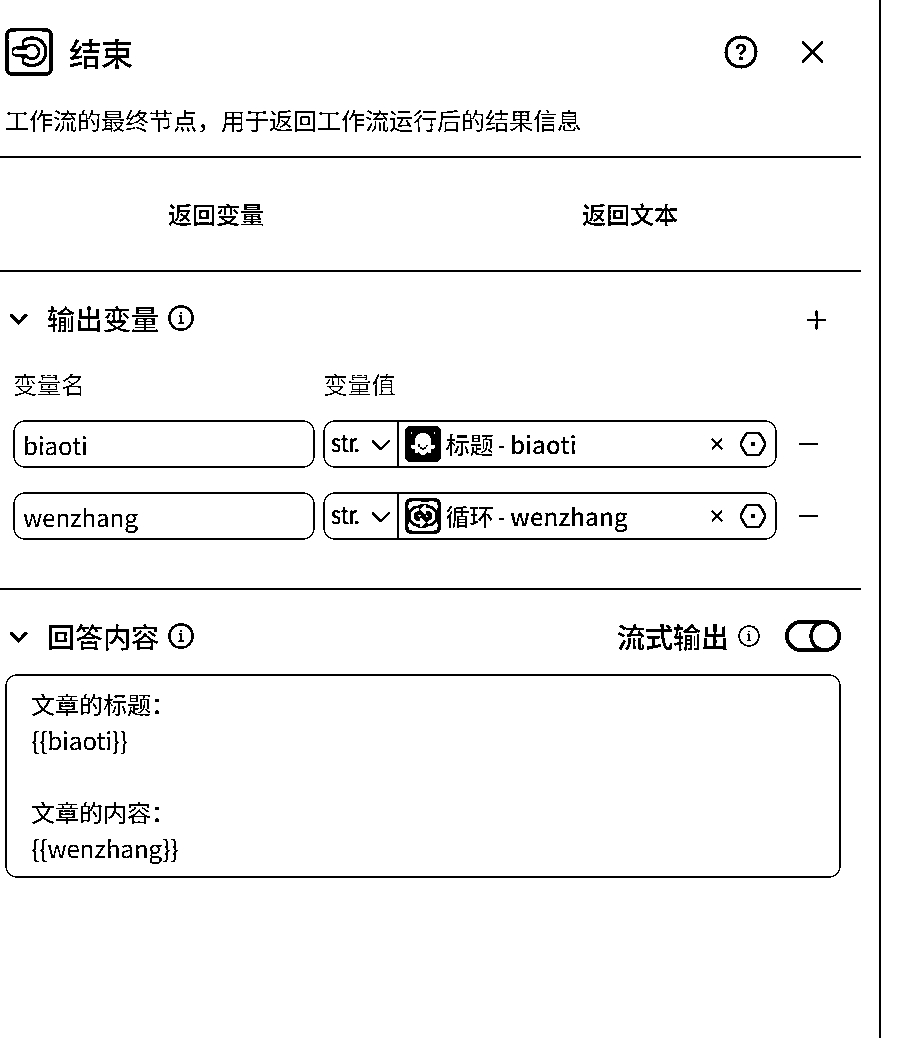 结束
工作流的最终节点，用于返回工作流运行后的结果信息
返回变量 返回文本
输出变量
变量名 变量值
biaoti str. 标题 - biaoti
wenzhang str. 循环 - wenzhang
回答内容 流式输出
文章的标题：
{{biaoti}}
文章的内容：
{{wenzhang}}